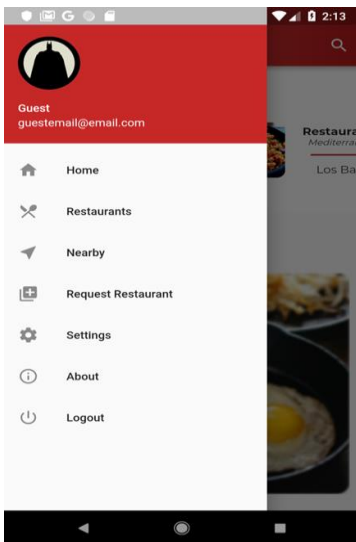 2:13
Guest
guestemail@email.com
Home
Restaurants
Nearby
Request Restaurant
Settings
About
Logout
Restaura
Mediterra
Los Ba